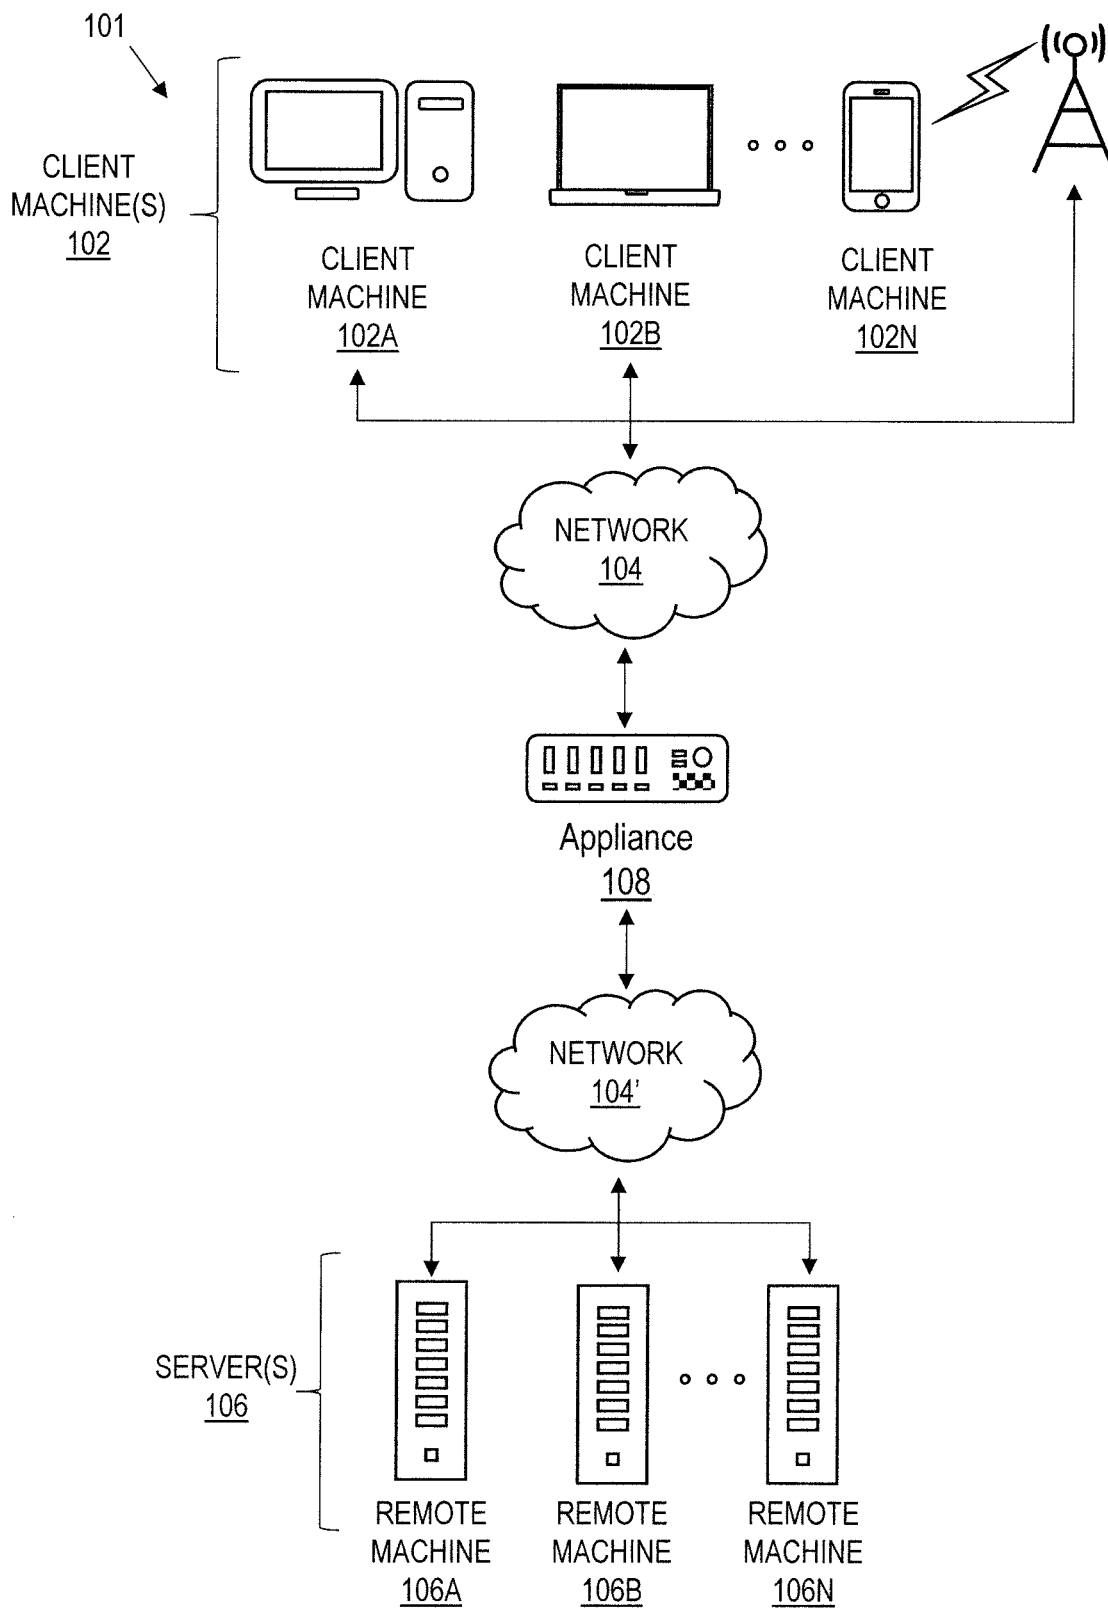 101
CLIENT
MACHINE(S)
102
CLIENT
MACHINE
102A
CLIENT
MACHINE
102B
CLIENT
MACHINE
102N
NETWORK
104
Appliance
108
NETWORK
104'
SERVER(S)
106
REMOTE
MACHINE
106A
REMOTE
MACHINE
106B
REMOTE
MACHINE
106N